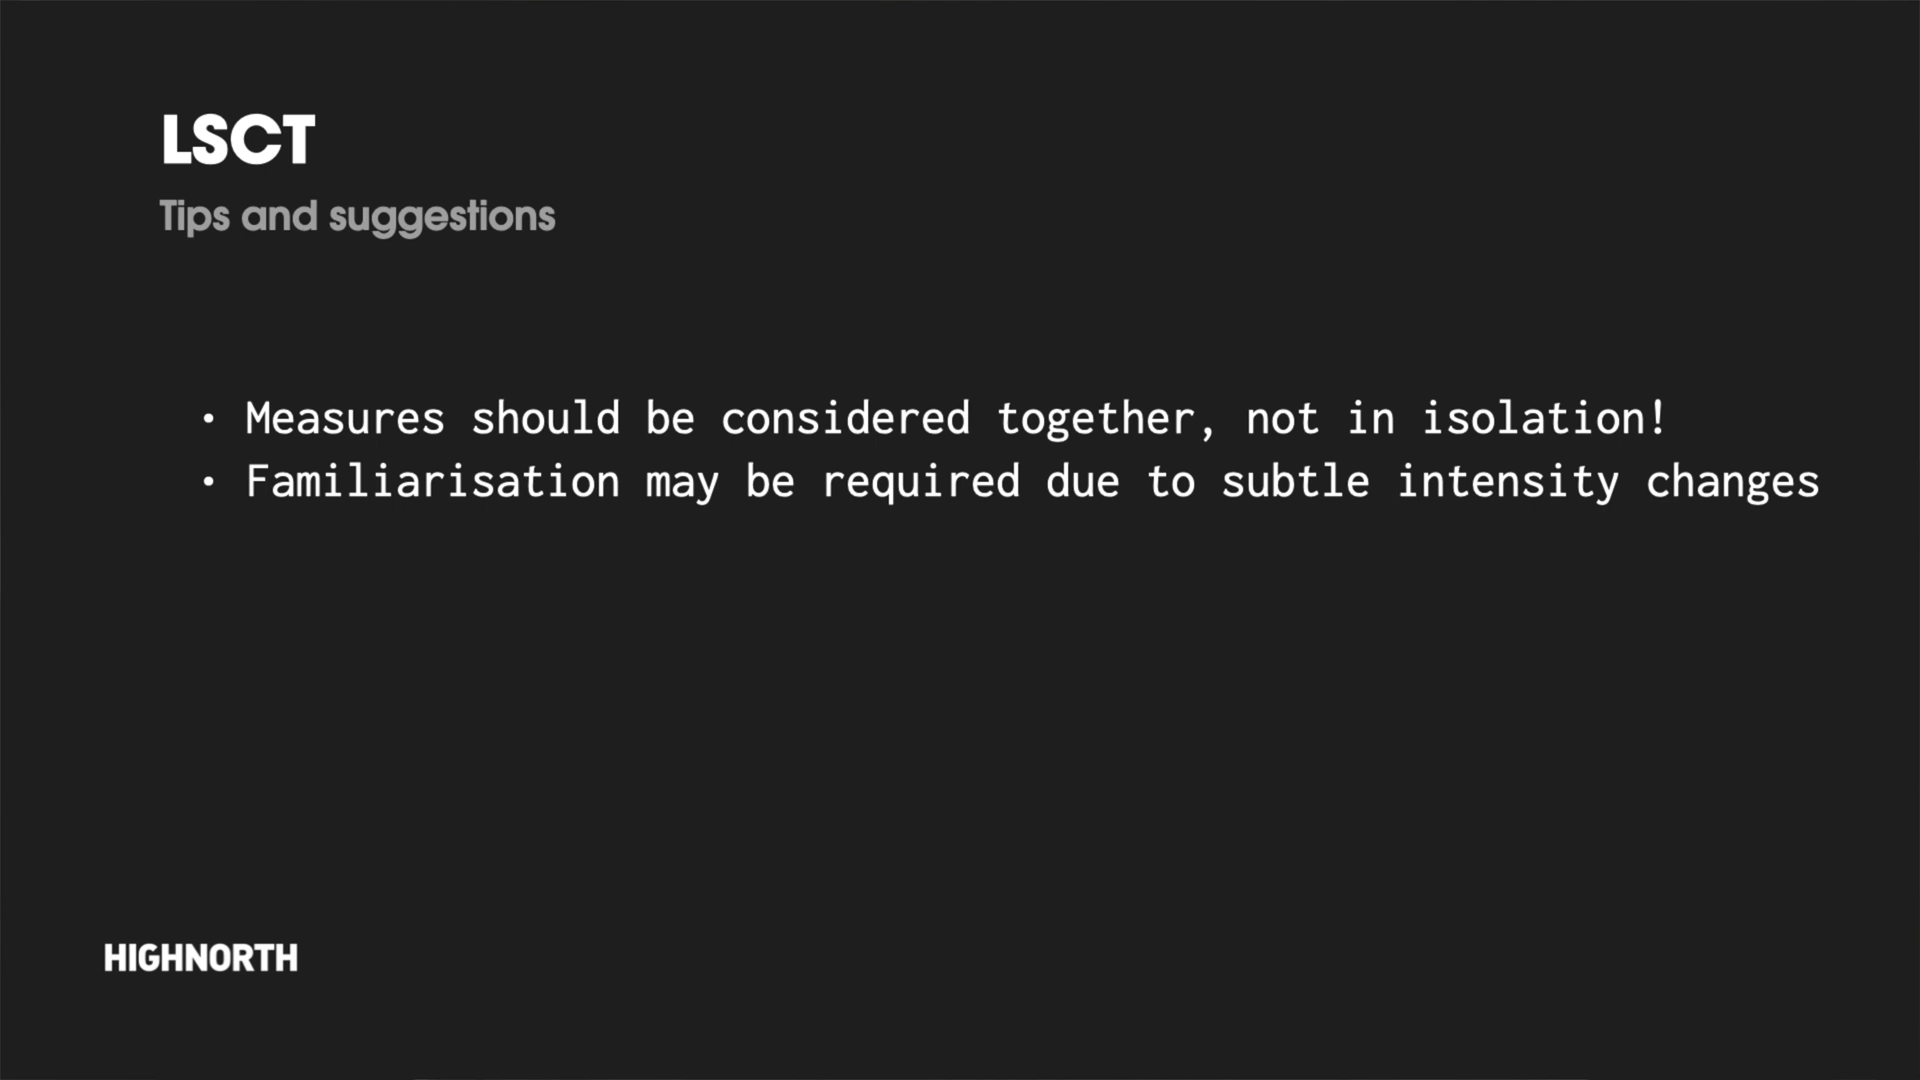 LSCT
Tips and suggestions
• Measures should be considered together, not in isolation!
• Familiarisation may be required due to subtle intensity changes
HIGHNORTH